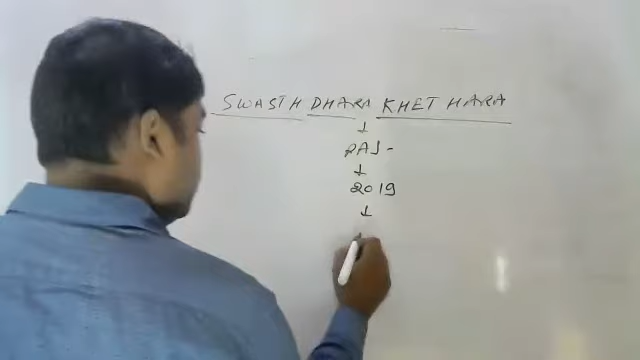 SWASTH DHARA KHET HARA
↓
RAJ-
↓
2019
↓